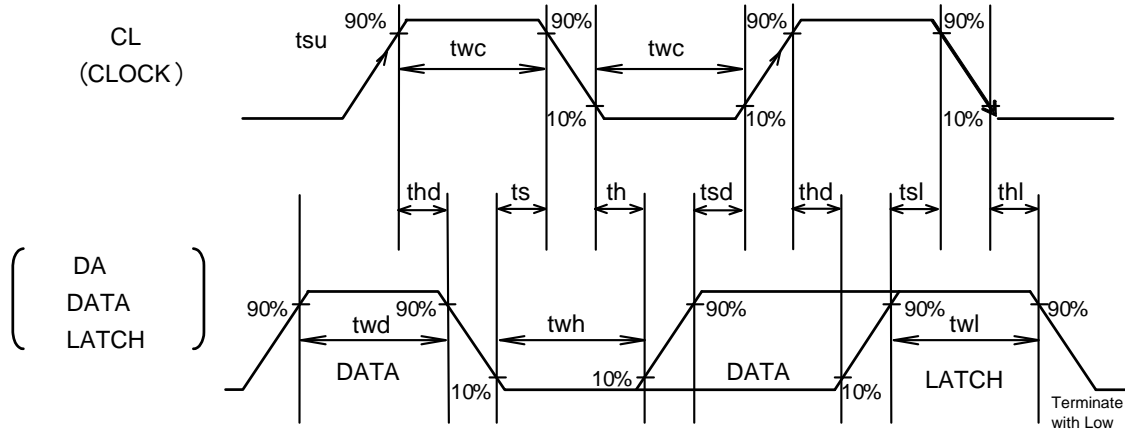 90% 90% 90% 90%
CL
(CLOCK)
tsu
twc twc
10% 10% 10%
thd ts th tsd thd tsl thl
DA
DATA
LATCH
90% 90% 90% 90% 90%
twd twh twl
DATA DATA LATCH
10% 10% 10%
Terminate
with Low